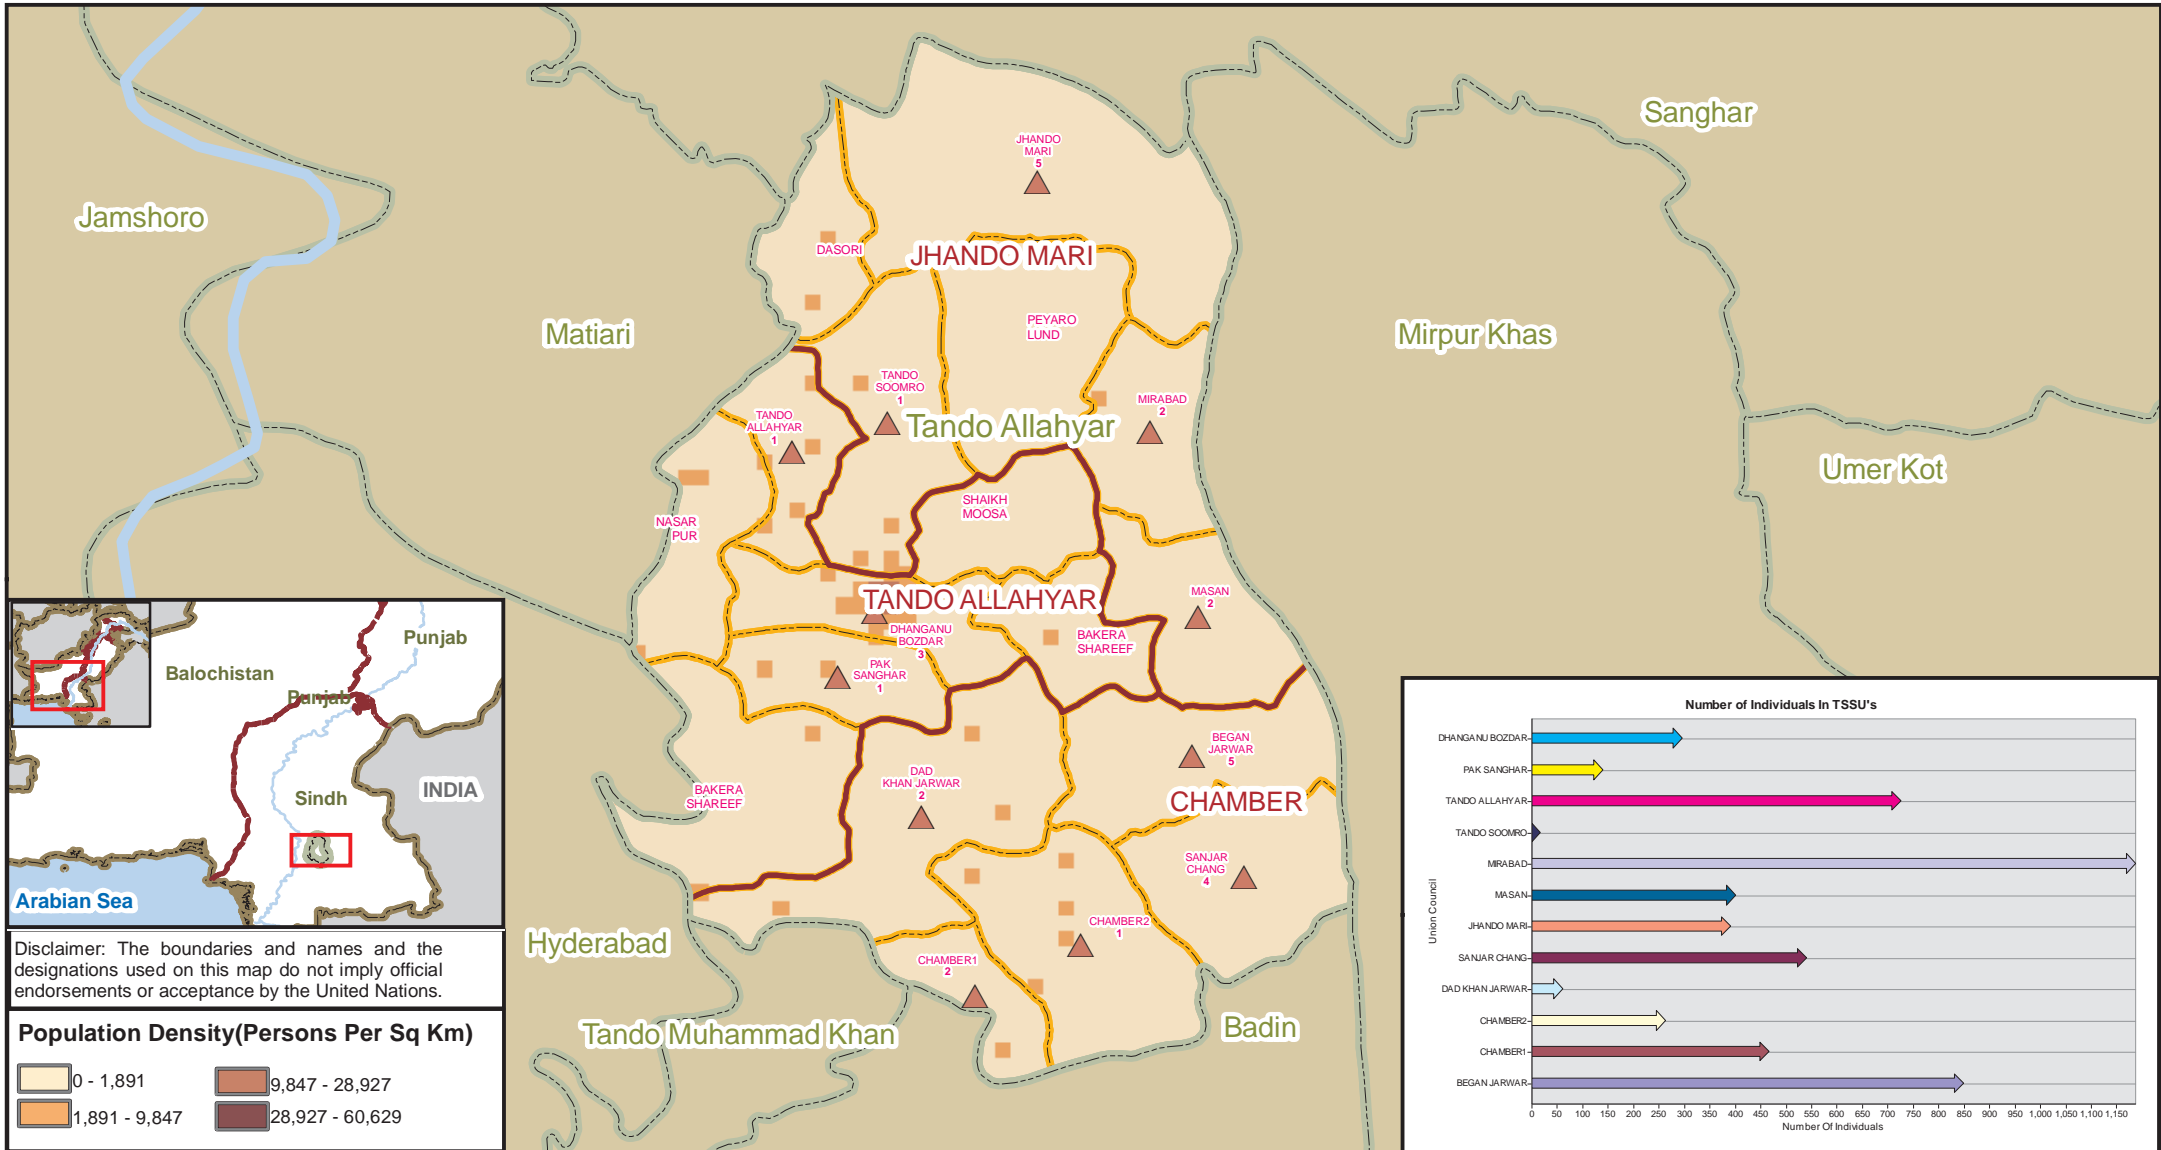 Sanghar
Jamshoro
Matiari
Mirpur Khas
Umer Kot
Hyderabad
Tando Muhammad Khan
Badin
JHANDO
MARI
5
DASORI
JHANDO MARI
PEYARO
LUND
TANDO
SOOMRO
1
TANDO
ALLAHYAR
1
MIRABAD
2
Tando Allahyar
SHAIKH
MOOSA
NASAR
PUR
TANDO ALLAHYAR
MASAN
2
DHANGANU
BOZDAR
3
BAKERA
SHAREEF
PAK
SANGHAR
1
BEGAN
JARWAR
5
DAD
KHAN JARWAR
2
BAKERA
SHAREEF
CHAMBER
SANJAR
CHANG
4
CHAMBER2
1
CHAMBER1
2
Punjab
Balochistan
Punjab
Sindh
INDIA
Arabian Sea
Disclaimer: The boundaries and names and the
designations used on this map do not imply official
endorsements or acceptance by the United Nations.
Population Density(Persons Per Sq Km)
0 - 1,891
1,891 - 9,847
9,847 - 28,927
28,927 - 60,629
Number of Individuals In TSSU's
Union Council
DHANGANU BOZDAR
PAK SANGHAR
TANDO ALLAHYAR
TANDO SOOMRO
MIRABAD
MASAN
JHANDO MARI
SANJAR CHANG
DAD KHAN JARWAR
CHAMBER2
CHAMBER1
BEGAN JARWAR
0 50 100 150 200 250 300 350 400 450 500 550 600 650 700 750 800 850 900 950 1,000 1,050 1,100 1,150
Number Of Individuals